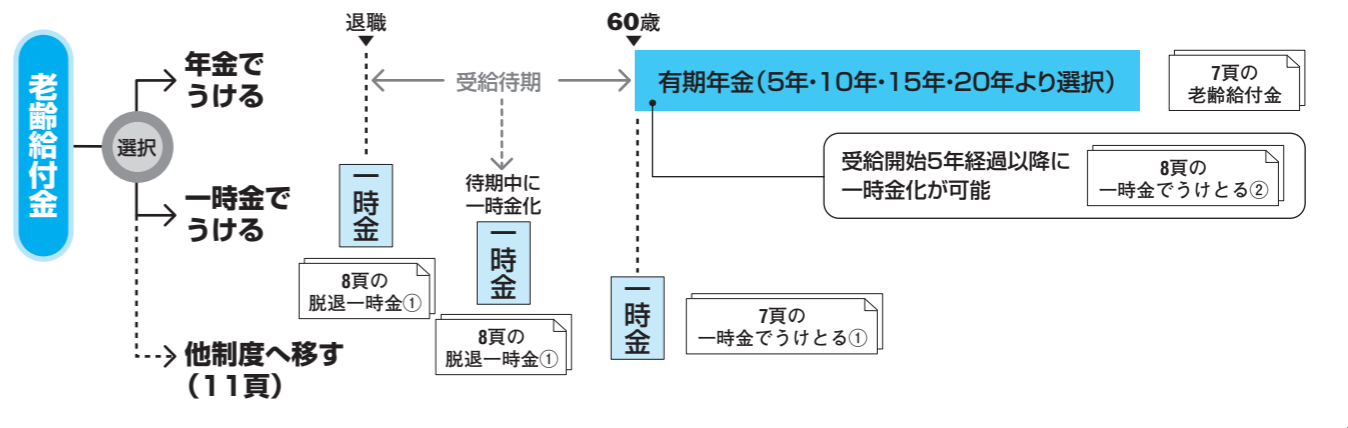 老齢給付金
選択
年金で
うける
一時金で
うける
他制度へ移す
（11頁）
退職
受給待期
60歳
有期年金（5年・10年・15年・20年より選択）
7頁の
老齢給付金
受給開始5年経過以降に
一時金化が可能
8頁の
一時金でうけとる②
一時金
8頁の
脱退一時金①
待期中に
一時金化
一時金
8頁の
脱退一時金①
一時金
7頁の
一時金でうけとる①